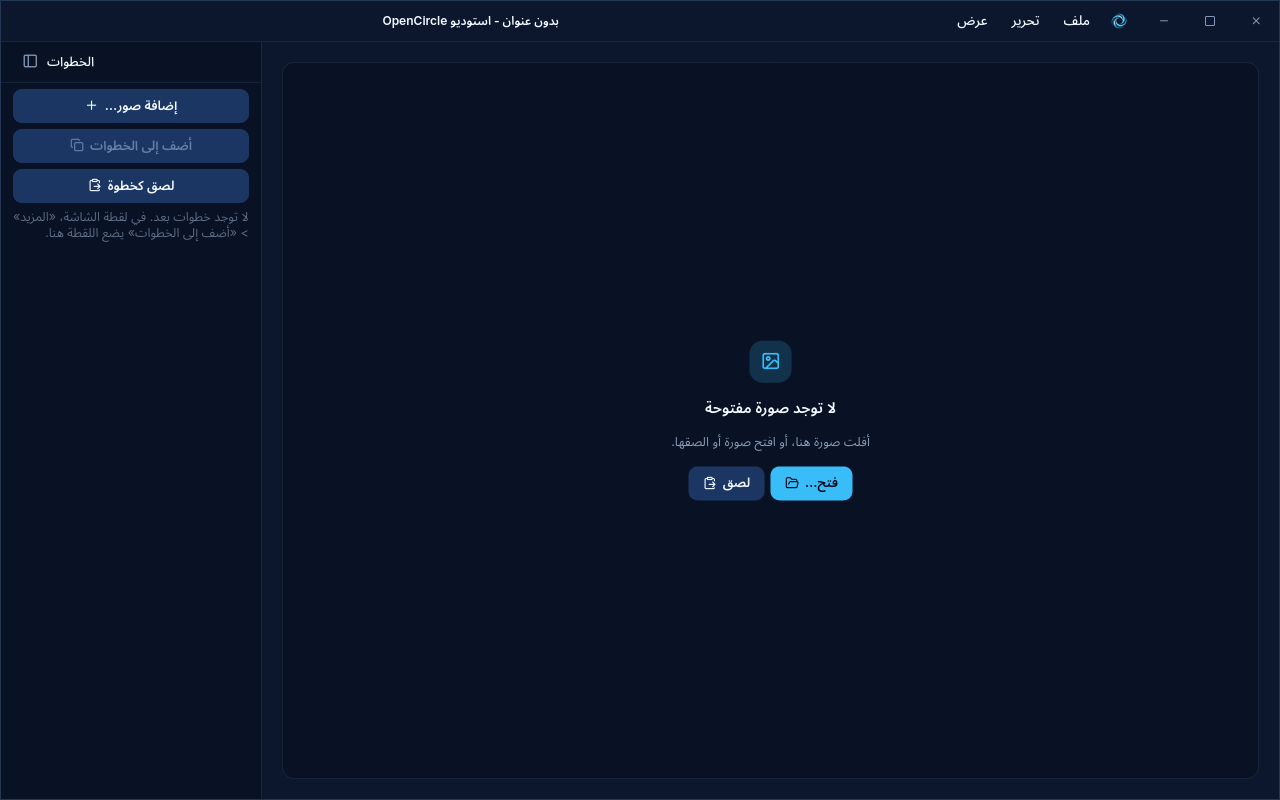 ملف
تحرير
عرض
بدون عنوان - استوديو OpenCircle
الخطوات
إضافة صور...
أضف إلى الخطوات
لصق كخطوة
لا توجد خطوات بعد. في لقطة الشاشة، «المزيد»
> «أضف إلى الخطوات» يضع اللقطة هنا.
لا توجد صورة مفتوحة
أفلت صورة هنا، أو افتح صورة أو الصقها.
فتح...
لصق